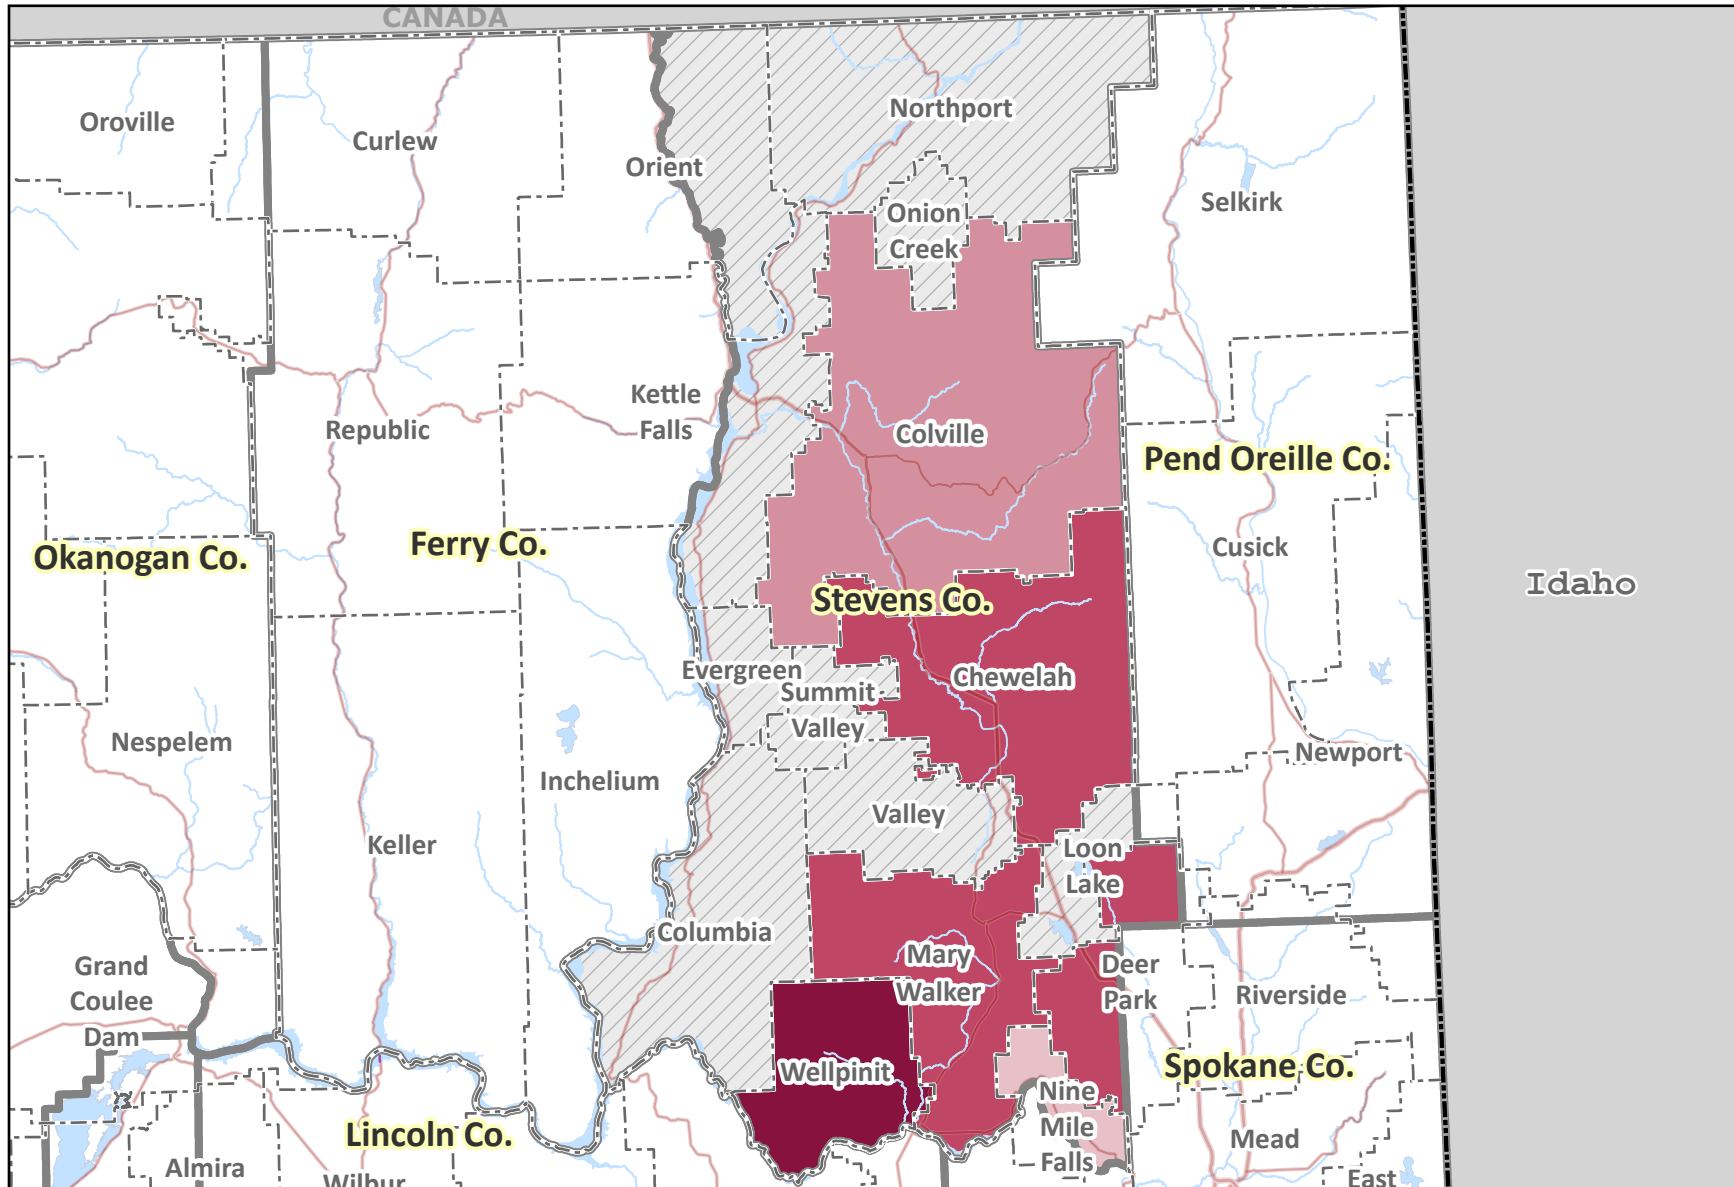 CANADA
Oroville
Curlew
Orient
Northport
Selkirk
Onion
Creek
Kettle
Falls
Republic
Colville
Pend Oreille Co.
Okanogan Co.
Ferry Co.
Cusick
Idaho
Stevens Co.
Evergreen
Summit
Valley
Chewelah
Nespelem
Inchelium
Newport
Valley
Keller
Loon
Lake
Columbia
Mary
Walker
Deer
Park
Grand
Coulee
Dam
Riverside
Wellpinit
Spokane Co.
Nine
Mile
Falls
Lincoln Co.
Mead
Almira
Wilbur
East